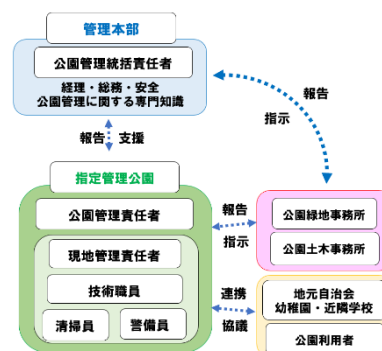 管理本部
公園管理統括責任者
経理・総務・安全
公園管理に関する専門知識
報告
指示
報告 支援
指定管理公園
公園管理責任者
現地管理責任者
技術職員
清掃員
警備員
報告
指示
公園緑地事務所
公園土木事務所
連携
協議
地元自治会
幼稚園・近隣学校
公園利用者